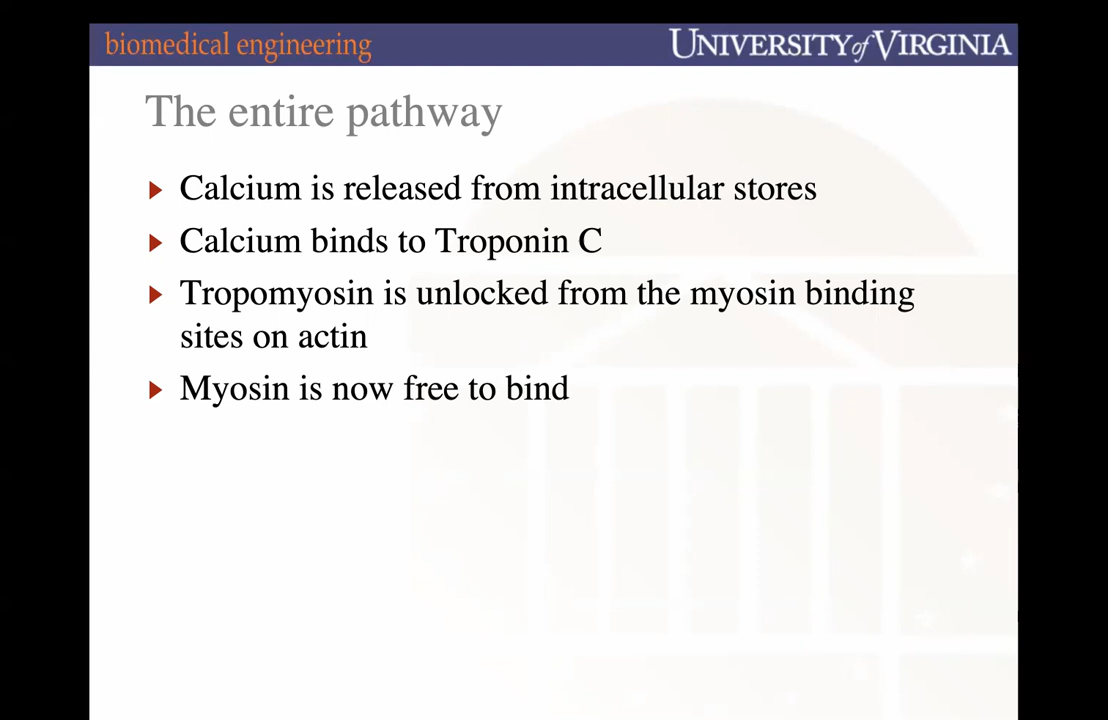 biomedical engineering
UNIVERSITY of VIRGINIA
The entire pathway
Calcium is released from intracellular stores
Calcium binds to Troponin C
Tropomyosin is unlocked from the myosin binding
sites on actin
Myosin is now free to bind